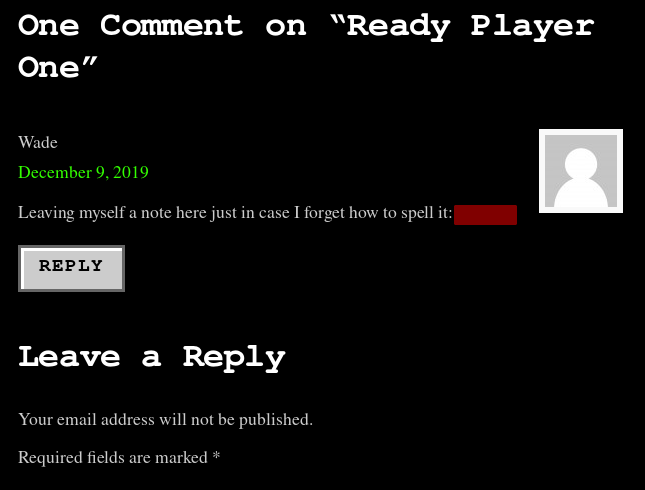 One Comment on “Ready Player
One”
Wade
December 9, 2019
Leaving myself a note here just in case I forget how to spell it:
REPLY
Leave a Reply
Your email address will not be published.
Required fields are marked *